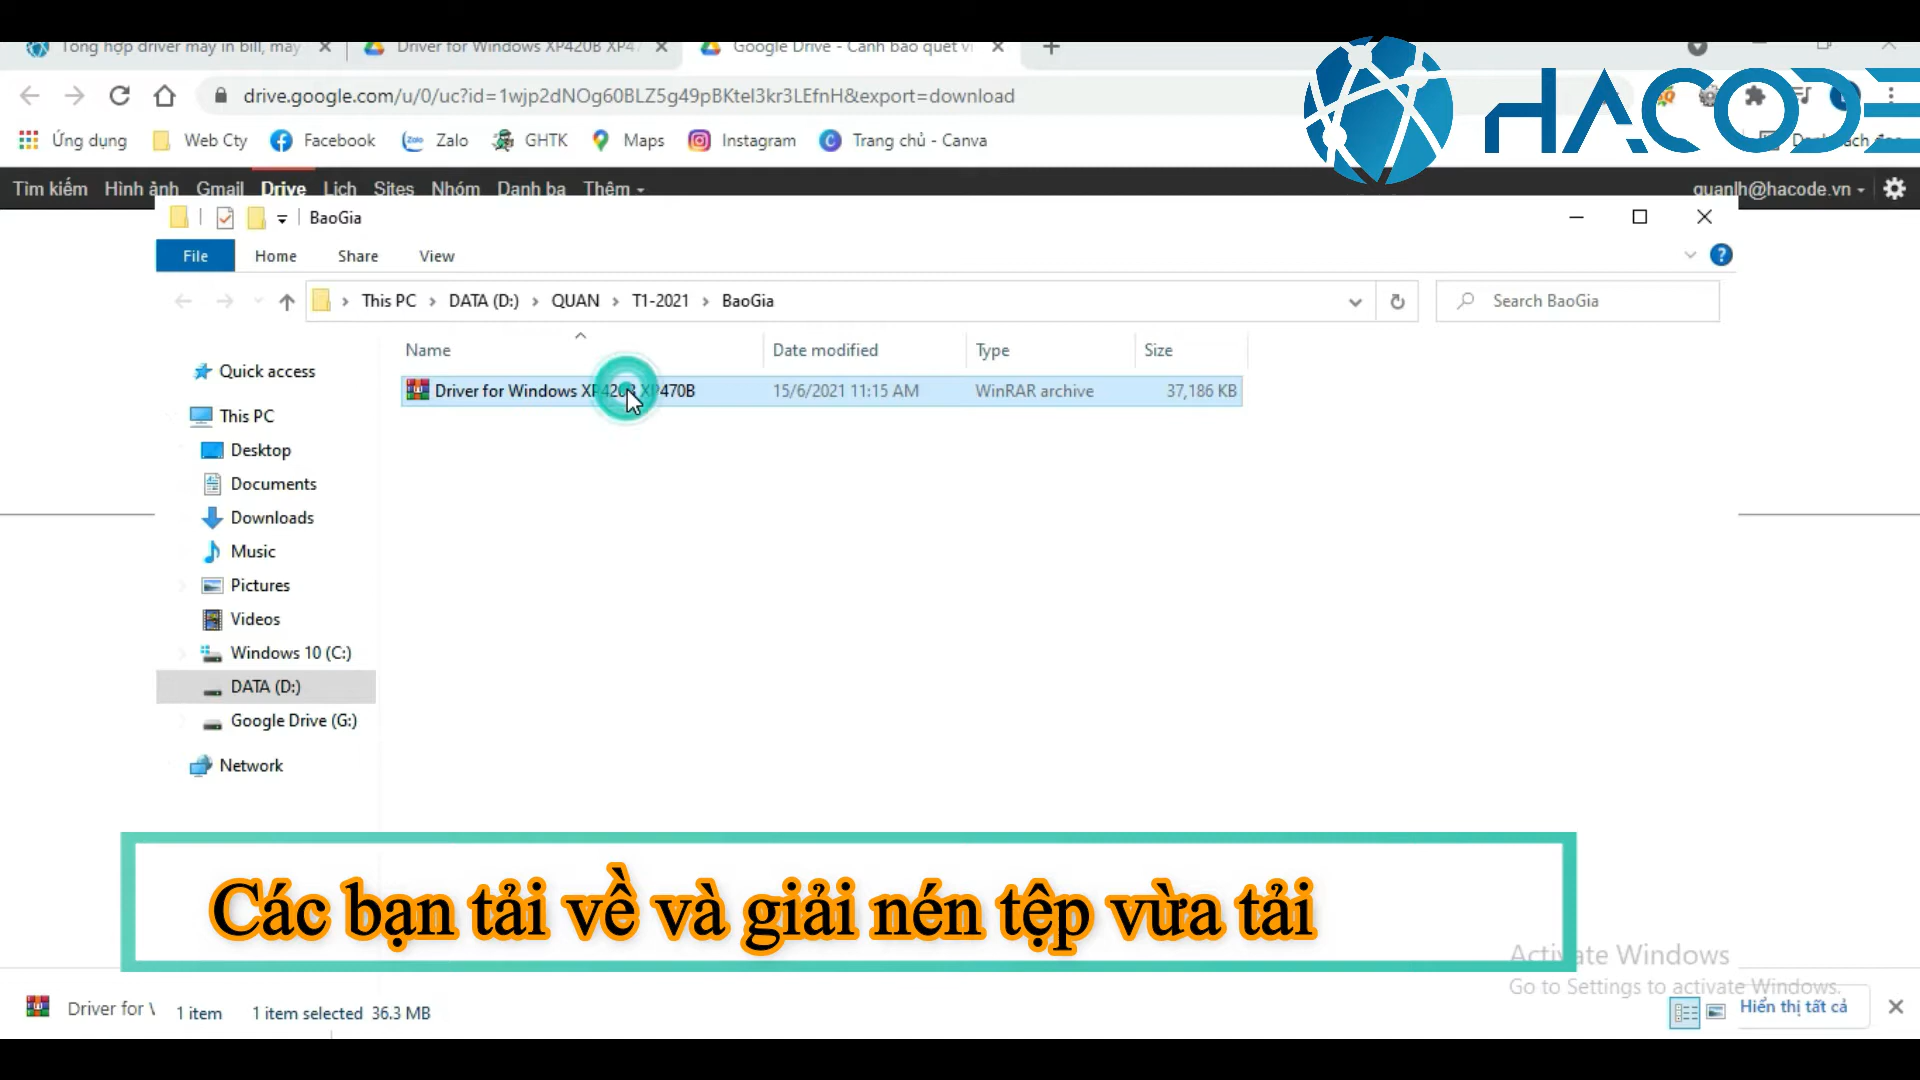 Tổng hợp driver máy in bill, máy
Driver for Windows XP420B XP47
Google Drive - Cảnh báo quét vi
drive.google.com/u/0/uc?id=1wjp2dNOg60BLZ5g49pBKtel3kr3LEfnH&export=download
HACODE
Ứng dụng Web Cty Facebook Zalo GHTK Maps Instagram Trang chủ - Canva
Tìm kiếm Hình ảnh Gmail Drive Lịch Sites Nhóm Danh bạ Thêm
quanlh@hacode.vn
BaoGia
File Home Share View
This PC DATA (D:) QUAN T1-2021 BaoGia
Search BaoGia
Name Date modified Type Size
Driver for Windows XP420B XP470B 15/6/2021 11:15 AM WinRAR archive 37,186 KB
Quick access
This PC
Desktop
Documents
Downloads
Music
Pictures
Videos
Windows 10 (C:)
DATA (D:)
Google Drive (G:)
Network
Các bạn tải về và giải nén tệp vừa tải
Activate Windows
Go to Settings to activate Windows.
Driver for W
1 item 1 item selected 36.3 MB
Hiển thị tất cả